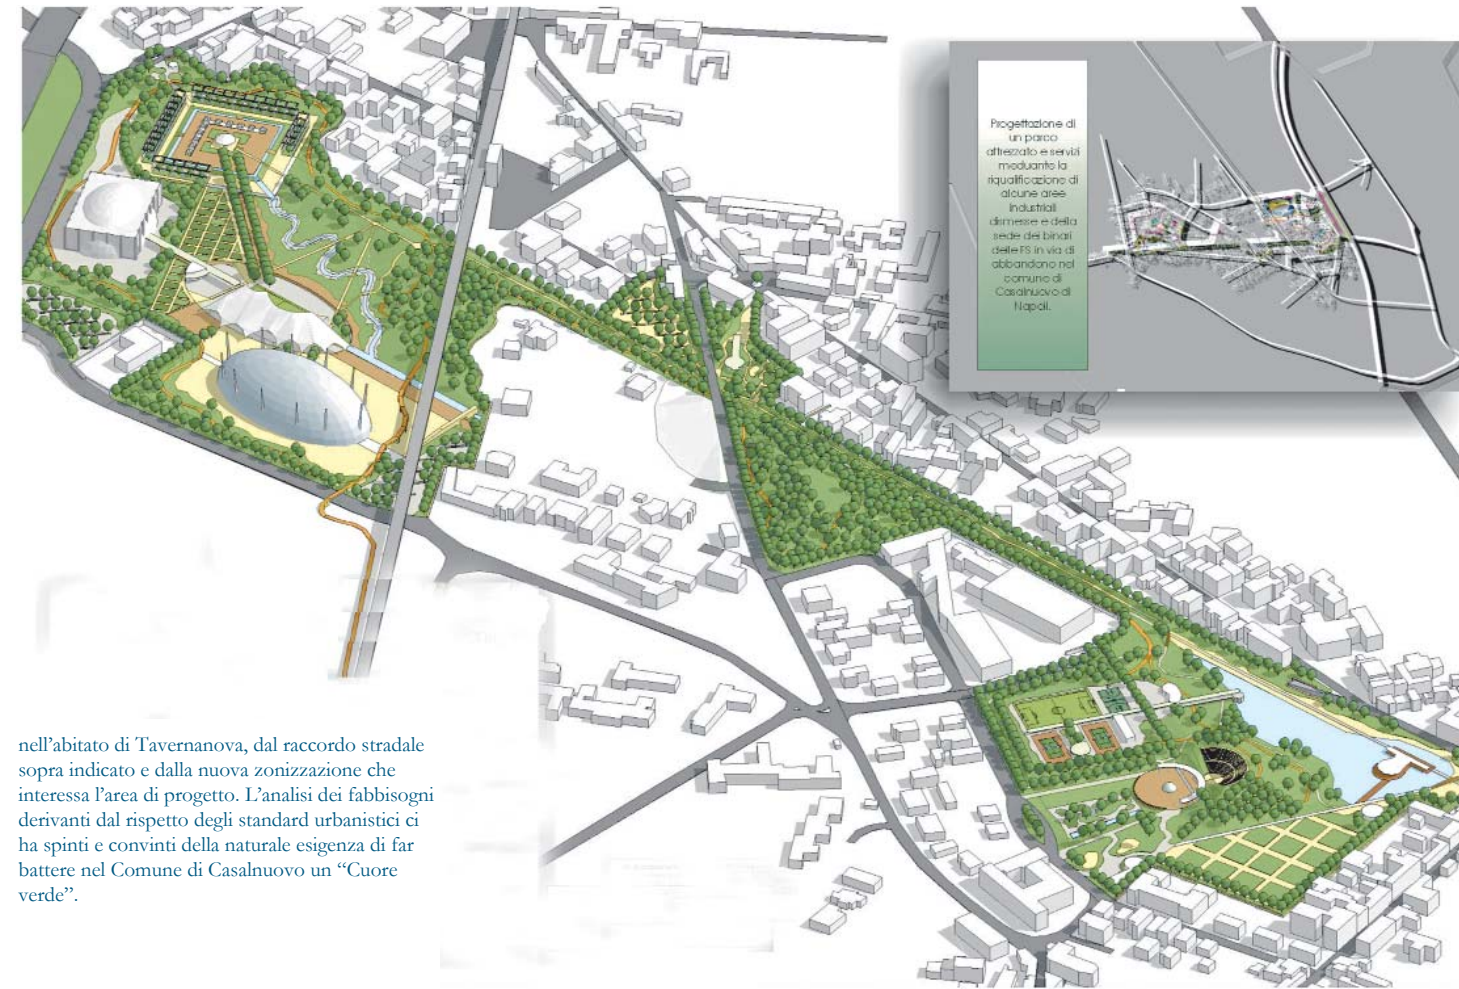 Progettazione di
un parco
attrezzato e servizi
meduante la
riqualificazione di
alcune aree
industriali
dismesse e della
sede dei binari
delle FS in via di
abbandono nel
comune di
Casalnuovo di
Napoli.
nell’abitato di Tavernanova, dal raccordo stradale
sopra indicato e dalla nuova zonizzazione che
interessa l’area di progetto. L’analisi dei fabbisogni
derivanti dal rispetto degli standard urbanistici ci
ha spinti e convinti della naturale esigenza di far
battere nel Comune di Casalnuovo un “Cuore
verde”.